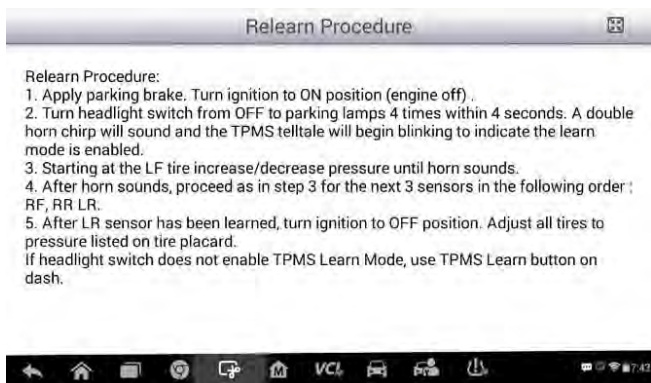 Relearn Procedure
Relearn Procedure:
1. Apply parking brake. Turn ignition to ON position (engine off) .
2. Turn headlight switch from OFF to parking lamps 4 times within 4 seconds. A double
horn chirp will sound and the TPMS telltale will begin blinking to indicate the learn
mode is enabled.
3. Starting at the LF tire increase/decrease pressure until horn sounds.
4. After horn sounds, proceed as in step 3 for the next 3 sensors in the following order :
RF, RR LR.
5. After LR sensor has been learned, turn ignition to OFF position. Adjust all tires to
pressure listed on tire placard.
If headlight switch does not enable TPMS Learn Mode, use TPMS Learn button on
dash.
M VCI 7:43